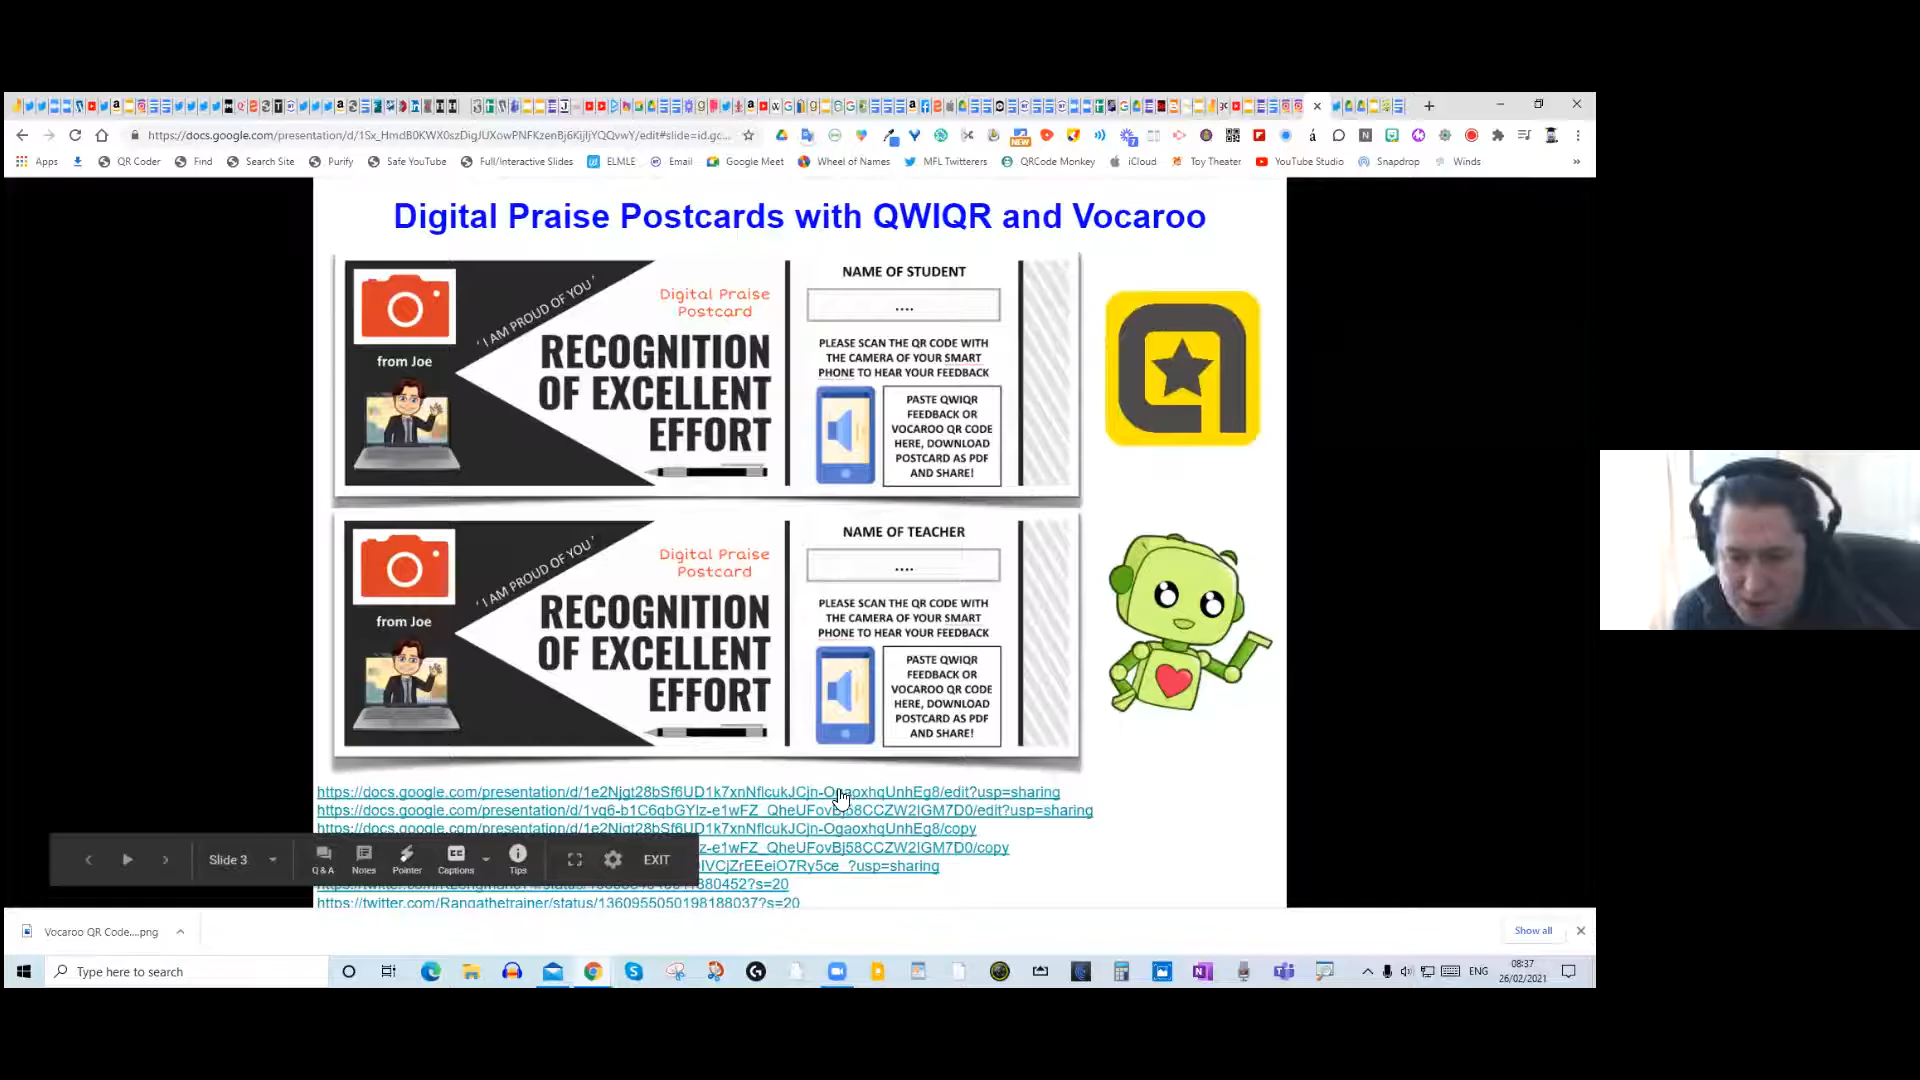 https://docs.google.com/presentation/d/1Sx_HmdB0KWX0szDigJUXowPNFKzenBj6KijIjYQQvwY/edit#slide=id.gc...
NEW
Apps
QR Coder
Find
Search Site
Purify
Safe YouTube
Full/Interactive Slides
ELMLE
Email
Google Meet
Wheel of Names
MFL Twitterers
QRCode Monkey
iCloud
Toy Theater
YouTube Studio
Snapdrop
Winds
Digital Praise Postcards with QWIQR and Vocaroo
from Joe
' I AM PROUD OF YOU '
Digital Praise
Postcard
RECOGNITION
OF EXCELLENT
EFFORT
NAME OF STUDENT
....
PLEASE SCAN THE QR CODE WITH
THE CAMERA OF YOUR SMART
PHONE TO HEAR YOUR FEEDBACK
PASTE QWIQR
FEEDBACK OR
VOCAROO QR CODE
HERE, DOWNLOAD
POSTCARD AS PDF
AND SHARE!
from Joe
' I AM PROUD OF YOU '
Digital Praise
Postcard
RECOGNITION
OF EXCELLENT
EFFORT
NAME OF TEACHER
....
PLEASE SCAN THE QR CODE WITH
THE CAMERA OF YOUR SMART
PHONE TO HEAR YOUR FEEDBACK
PASTE QWIQR
FEEDBACK OR
VOCAROO QR CODE
HERE, DOWNLOAD
POSTCARD AS PDF
AND SHARE!
https://docs.google.com/presentation/d/1e2Njgt28bSf6UD1k7xnNflcukJCjn-OgaoxhqUnhEg8/edit?usp=sharing
https://docs.google.com/presentation/d/1vq6-b1C6qbGYlz-e1wFZ_QheUFovBj58CCZW2IGM7D0/edit?usp=sharing
https://docs.google.com/presentation/d/1e2Njgt28bSf6UD1k7xnNflcukJCjn-OgaoxhqUnhEg8/copy
lz-e1wFZ_QheUFovBj58CCZW2IGM7D0/copy
IVCjZrEEeiO7Ry5ce_?usp=sharing
880452?s=20
https://twitter.com/Rangathetrainer/status/1360955050198188037?s=20
Slide 3
Q & A
Notes
Pointer
Captions
Tips
EXIT
Vocaroo QR Code....png
Show all
Type here to search
ENG
08:37
26/02/2021